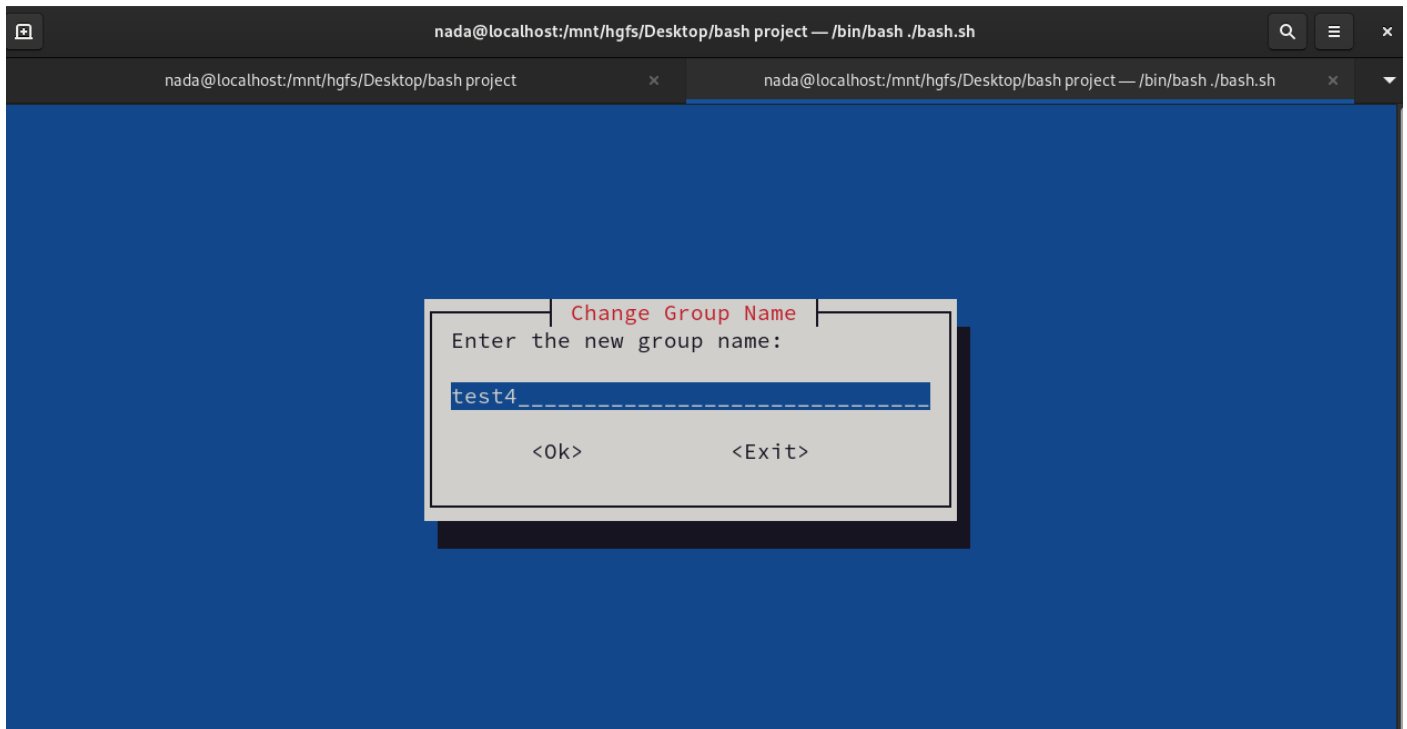 nada@localhost:/mnt/hgfs/Desktop/bash project — /bin/bash ./bash.sh
nada@localhost:/mnt/hgfs/Desktop/bash project
nada@localhost:/mnt/hgfs/Desktop/bash project — /bin/bash ./bash.sh
Change Group Name
Enter the new group name:
test4_______________________________
<Ok> <Exit>